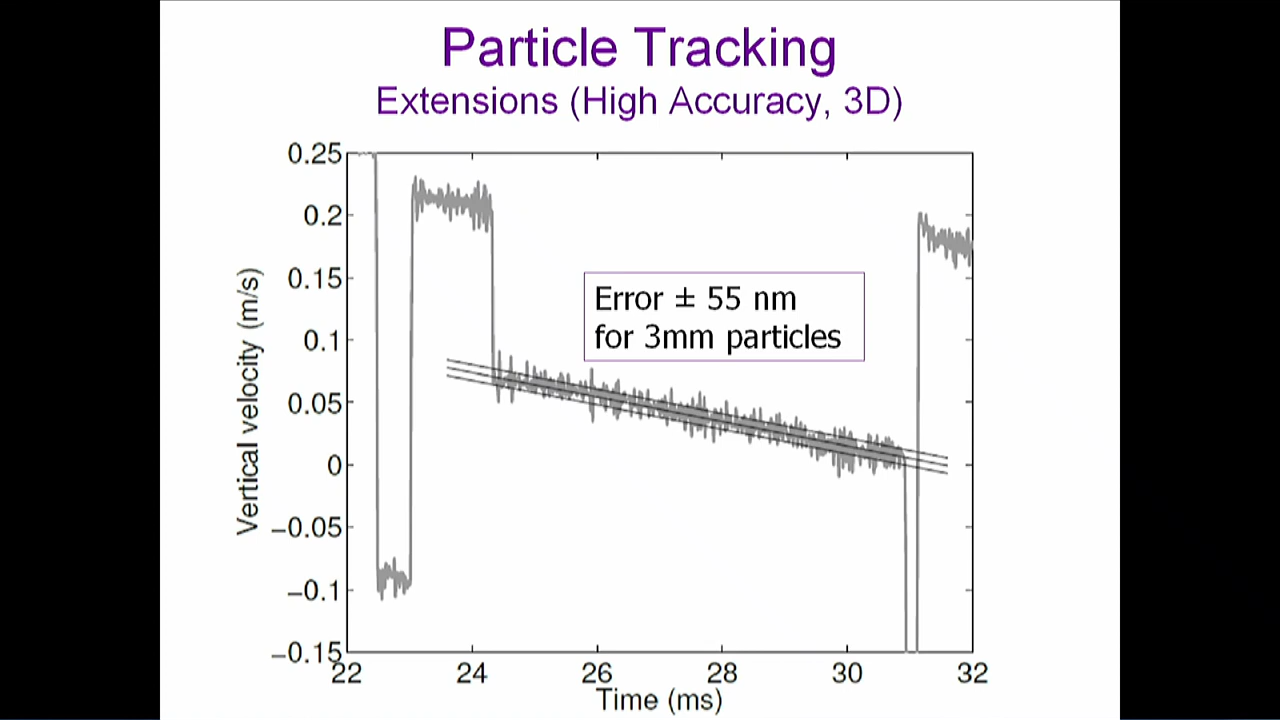 Particle Tracking
Extensions (High Accuracy, 3D)
0.25
0.2
0.15
0.1
0.05
0
−0.05
−0.1
−0.15
Vertical velocity (m/s)
Error ± 55 nm
for 3mm particles
22 24 26 28 30 32
Time (ms)